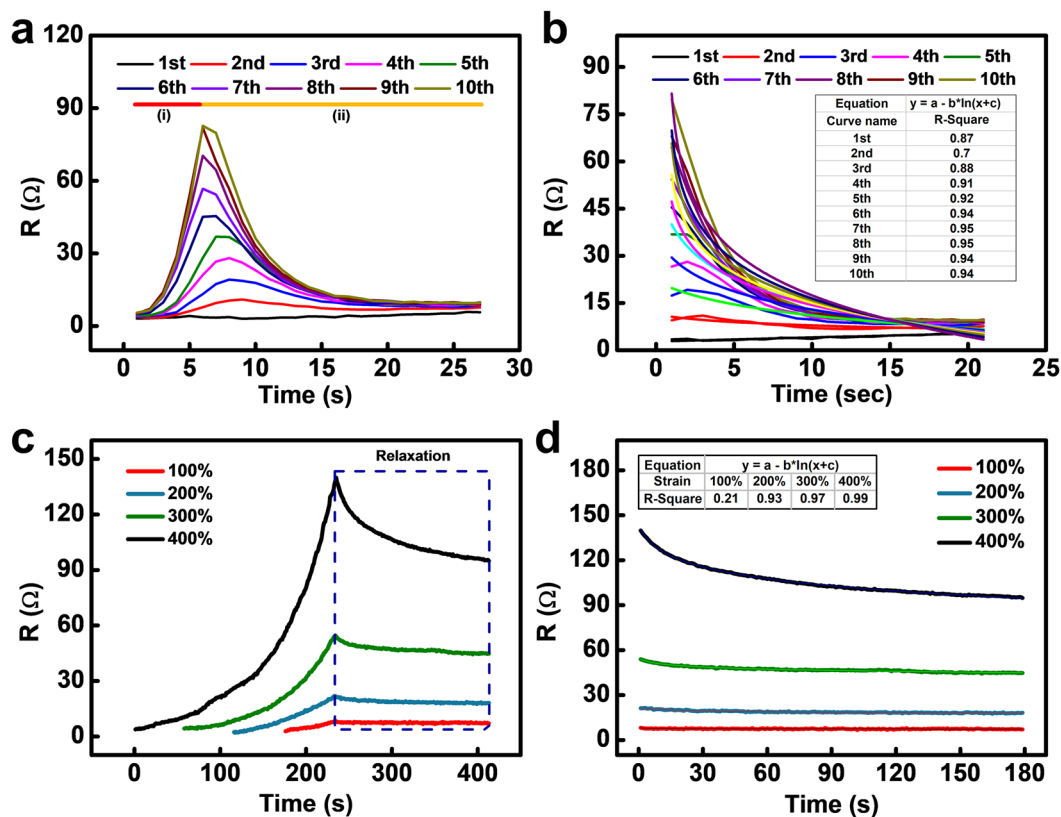 a
120
90
60
30
0
R (Ω)
1st 2nd 3rd 4th 5th
6th 7th 8th 9th 10th
(i) (ii)
0 5 10 15 20 25 30
Time (s)
b
90
75
60
45
30
15
0
R (Ω)
1st 2nd 3rd 4th 5th
6th 7th 8th 9th 10th
Equation y = a - b*ln(x+c)
Curve name R-Square
1st 0.87
2nd 0.7
3rd 0.88
4th 0.91
5th 0.92
6th 0.94
7th 0.95
8th 0.95
9th 0.94
10th 0.94
0 5 10 15 20 25
Time (sec)
c
150
120
90
60
30
0
R (Ω)
100%
200%
300%
400%
Relaxation
0 100 200 300 400
Time (s)
d
180
150
120
90
60
30
0
R (Ω)
Equation y = a - b*ln(x+c)
Strain 100% 200% 300% 400%
R-Square 0.21 0.93 0.97 0.99
100%
200%
300%
400%
0 30 60 90 120 150 180
Time (s)